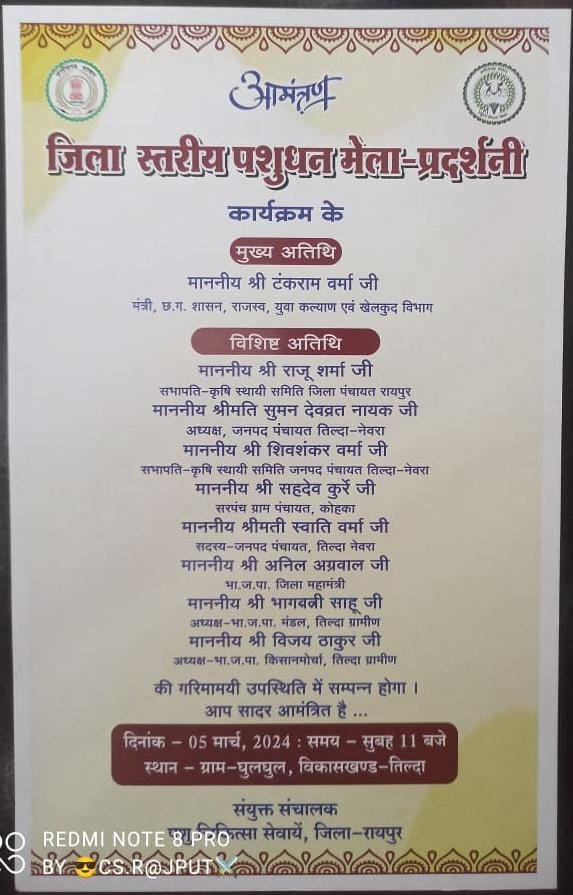 आमंत्रण
जिला स्तरीय पशुधन मेला-प्रदर्शनी
कार्यक्रम के
मुख्य अतिथि
माननीय श्री टंकराम वर्मा जी
मंत्री, छ.ग. शासन, राजस्व, युवा कल्याण एवं खेलकुद विभाग
विशिष्ट अतिथि
माननीय श्री राजू शर्मा जी
सभापति-कृषि स्थायी समिति जिला पंचायत रायपुर
माननीय श्रीमति सुमन देवव्रत नायक जी
अध्यक्ष, जनपद पंचायत तिल्दा-नेवरा
माननीय श्री शिवशंकर वर्मा जी
सभापति-कृषि स्थायी समिति जनपद पंचायत तिल्दा-नेवरा
माननीय श्री सहदेव कुर्रे जी
सरपंच ग्राम पंचायत, कोहका
माननीय श्रीमती स्वाति वर्मा जी
सदस्य-जनपद पंचायत, तिल्दा नेवरा
माननीय श्री अनिल अग्रवाल जी
भा.ज.पा. जिला महामंत्री
माननीय श्री भागबली साहू जी
अध्यक्ष-भा.ज.पा. मंडल, तिल्दा ग्रामीण
माननीय श्री विजय ठाकुर जी
अध्यक्ष-भा.ज.पा. किसानमोर्चा, तिल्दा ग्रामीण
की गरिमामयी उपस्थिति में सम्पन्न होगा ।
आप सादर आमंत्रित है ...
दिनांक - 05 मार्च, 2024 : समय - सुबह 11 बजे
स्थान - ग्राम-घुलघुल, विकासखण्ड-तिल्दा
संयुक्त संचालक
पशु चिकित्सा सेवायें, जिला-रायपुर
REDMI NOTE 8 PRO
BY 😎CS.R@JPUT⚔️